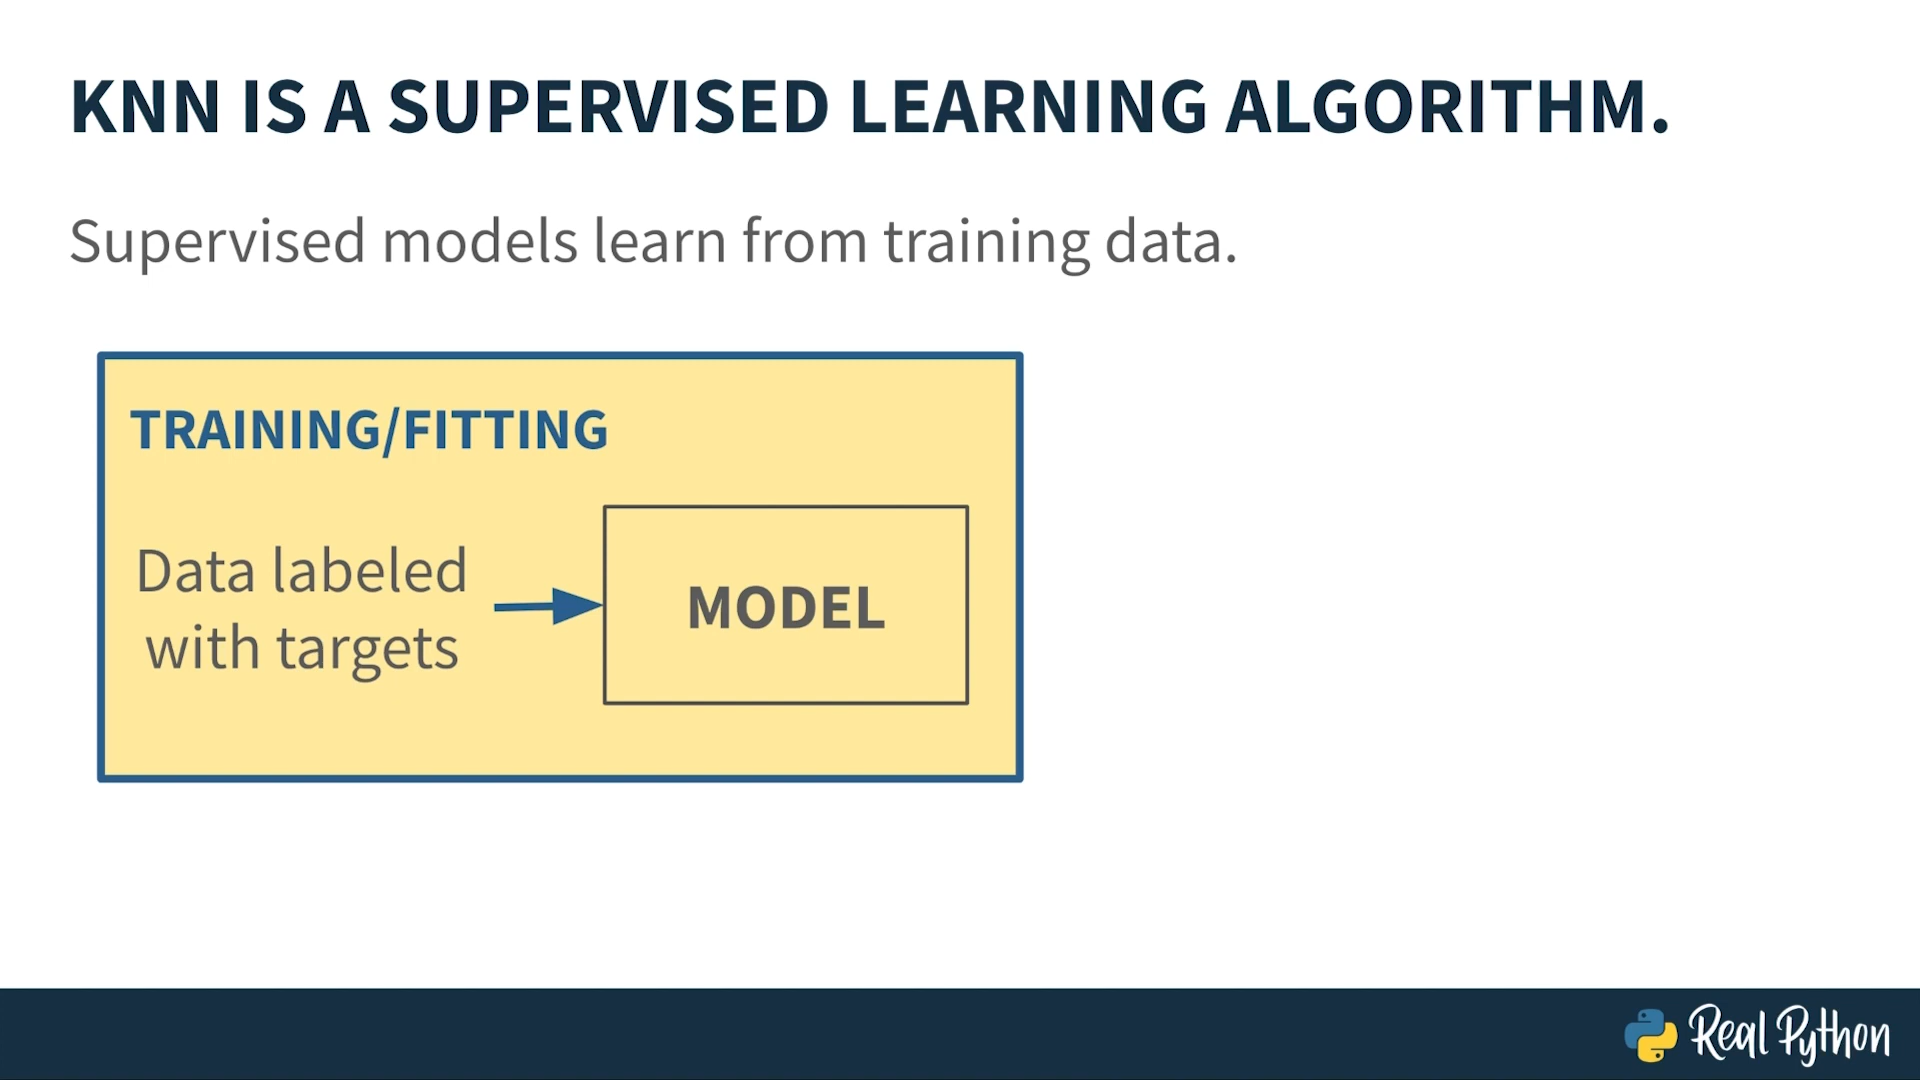 KNN IS A SUPERVISED LEARNING ALGORITHM.
Supervised models learn from training data.
TRAINING/FITTING
Data labeled
with targets
MODEL
Real Python